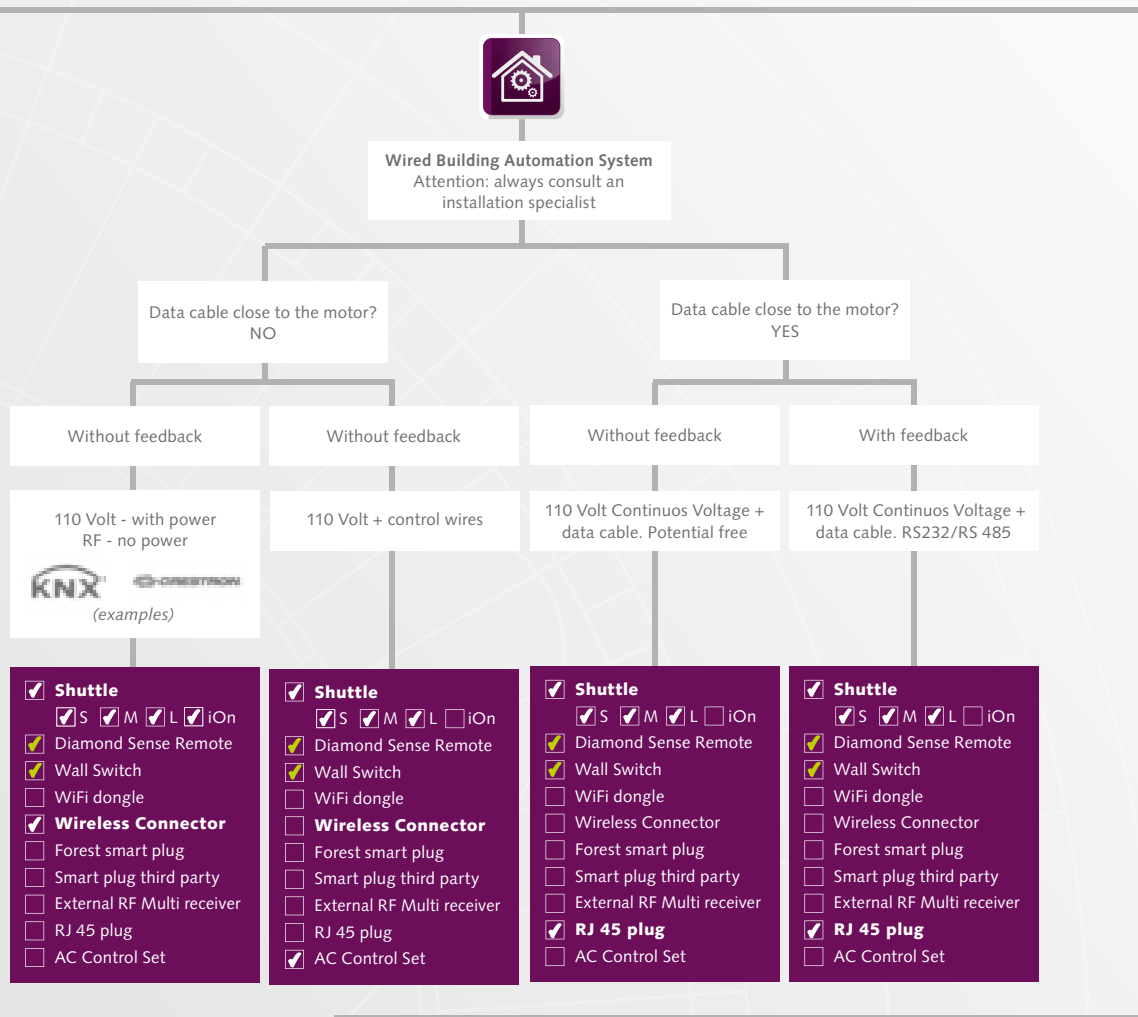 Wired Building Automation System
Attention: always consult an
installation specialist
Data cable close to the motor?
NO
Data cable close to the motor?
YES
Without feedback
Without feedback
Without feedback
With feedback
110 Volt - with power
RF - no power
KNX
CRESTRON
(examples)
110 Volt + control wires
110 Volt Continuos Voltage +
data cable. Potential free
110 Volt Continuos Voltage +
data cable. RS232/RS 485
Shuttle
S M L iOn
Diamond Sense Remote
Wall Switch
WiFi dongle
Wireless Connector
Forest smart plug
Smart plug third party
External RF Multi receiver
RJ 45 plug
AC Control Set
Shuttle
S M L iOn
Diamond Sense Remote
Wall Switch
WiFi dongle
Wireless Connector
Forest smart plug
Smart plug third party
External RF Multi receiver
RJ 45 plug
AC Control Set
Shuttle
S M L iOn
Diamond Sense Remote
Wall Switch
WiFi dongle
Wireless Connector
Forest smart plug
Smart plug third party
External RF Multi receiver
RJ 45 plug
AC Control Set
Shuttle
S M L iOn
Diamond Sense Remote
Wall Switch
WiFi dongle
Wireless Connector
Forest smart plug
Smart plug third party
External RF Multi receiver
RJ 45 plug
AC Control Set